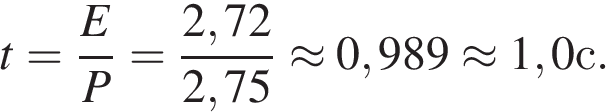 t = E/P = 2,72/2,75 ≈ 0,989 ≈ 1,0с.